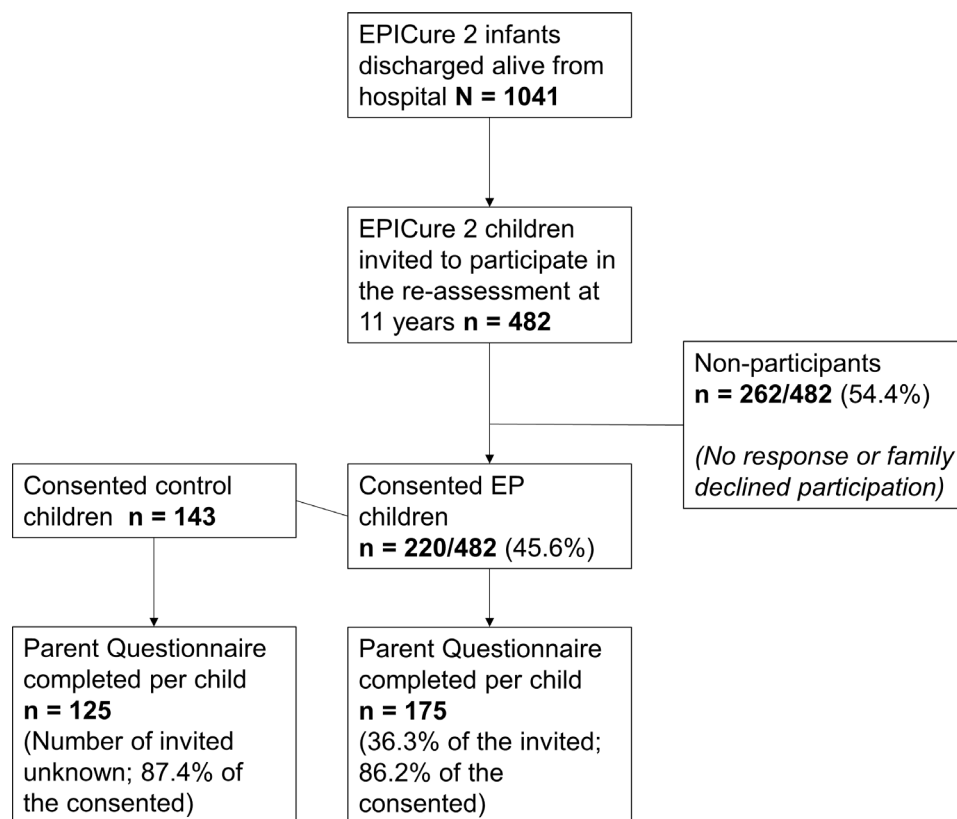 EPICure 2 infants
discharged alive from
hospital N = 1041
EPICure 2 children
invited to participate in
the re-assessment at
11 years n = 482
Non-participants
n = 262/482 (54.4%)
(No response or family
declined participation)
Consented control
children n = 143
Consented EP
children
n = 220/482 (45.6%)
Parent Questionnaire
completed per child
n = 125
(Number of invited
unknown; 87.4% of
the consented)
Parent Questionnaire
completed per child
n = 175
(36.3% of the invited;
86.2% of the
consented)